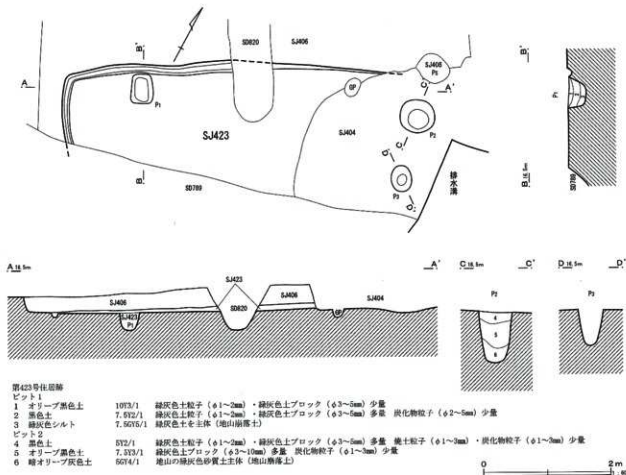 B'
SD820
SJ406
SJ406
P5
B'
A
A'
GP
C
P1
P1
SJ423
SJ404
P2
C'
D
B
P3
D'
排水溝
B 16.5m
SD789
SD789
SJ423
A 16.5m
A'
C 16.5m
C'
D 16.5m
D'
P2
P3
SJ406
SD820
SJ406
SJ404
SJ423
P1
GP
4
5
6
第423号住居跡
ピット1
1 オリーブ黒色土 10Y3/1 緑灰色土粒子(φ1～2㎜)・緑灰色土ブロック(φ3～5㎜)少量
2 黒色土 7.5Y2/1 緑灰色土粒子(φ1～2㎜)・緑灰色土ブロック(φ3～5㎜)多量 炭化物粒子(φ2～5㎜)少量
3 緑灰色シルト 7.5GY5/1 緑灰色土を主体(地山崩落土)
ピット2
4 黒色土 5Y2/1 緑灰色土粒子(φ1～2㎜)・緑灰色土ブロック(φ3～5㎜)多量 焼土粒子(φ1～3㎜)・炭化物粒子(φ1～3㎜)少量
5 オリーブ黒色土 7.5Y3/1 緑灰色土ブロック(φ3～10㎜)多量 炭化物粒子(φ1～3㎜)少量
6 暗オリーブ灰色土 5GY4/1 地山の緑灰色砂質土主体(地山崩落土)
0 2m